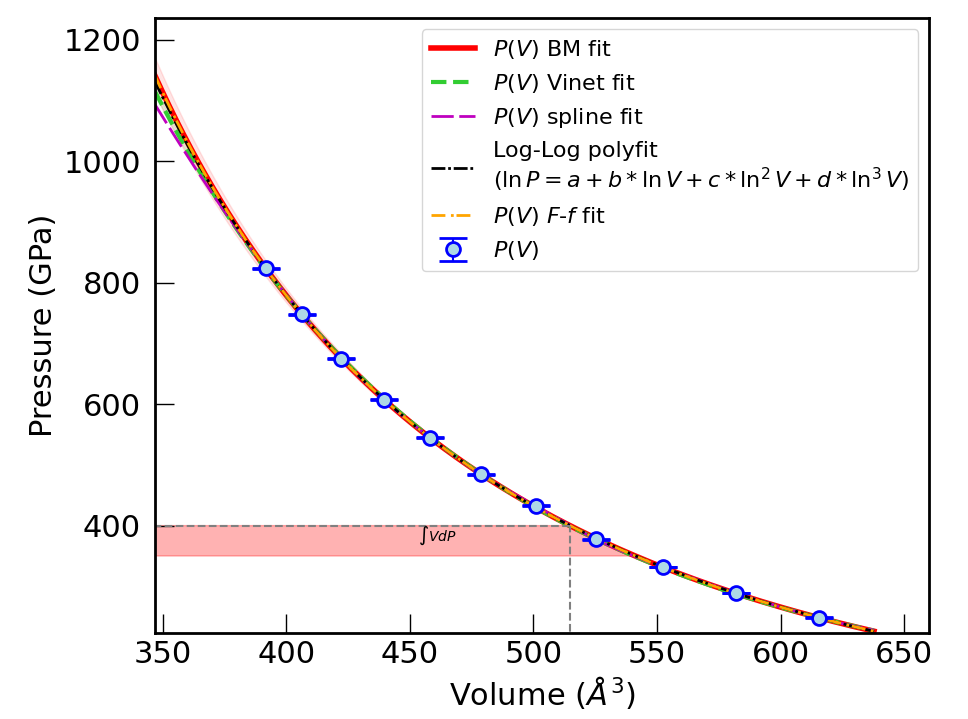 1200
1000
800
600
400
Pressure (GPa)
P(V) BM fit
P(V) Vinet fit
P(V) spline fit
Log-Log polyfit
(ln P = a + b * ln V + c * ln² V + d * ln³ V)
P(V) F-f fit
P(V)
∫VdP
350 400 450 500 550 600 650
Volume (Å³)